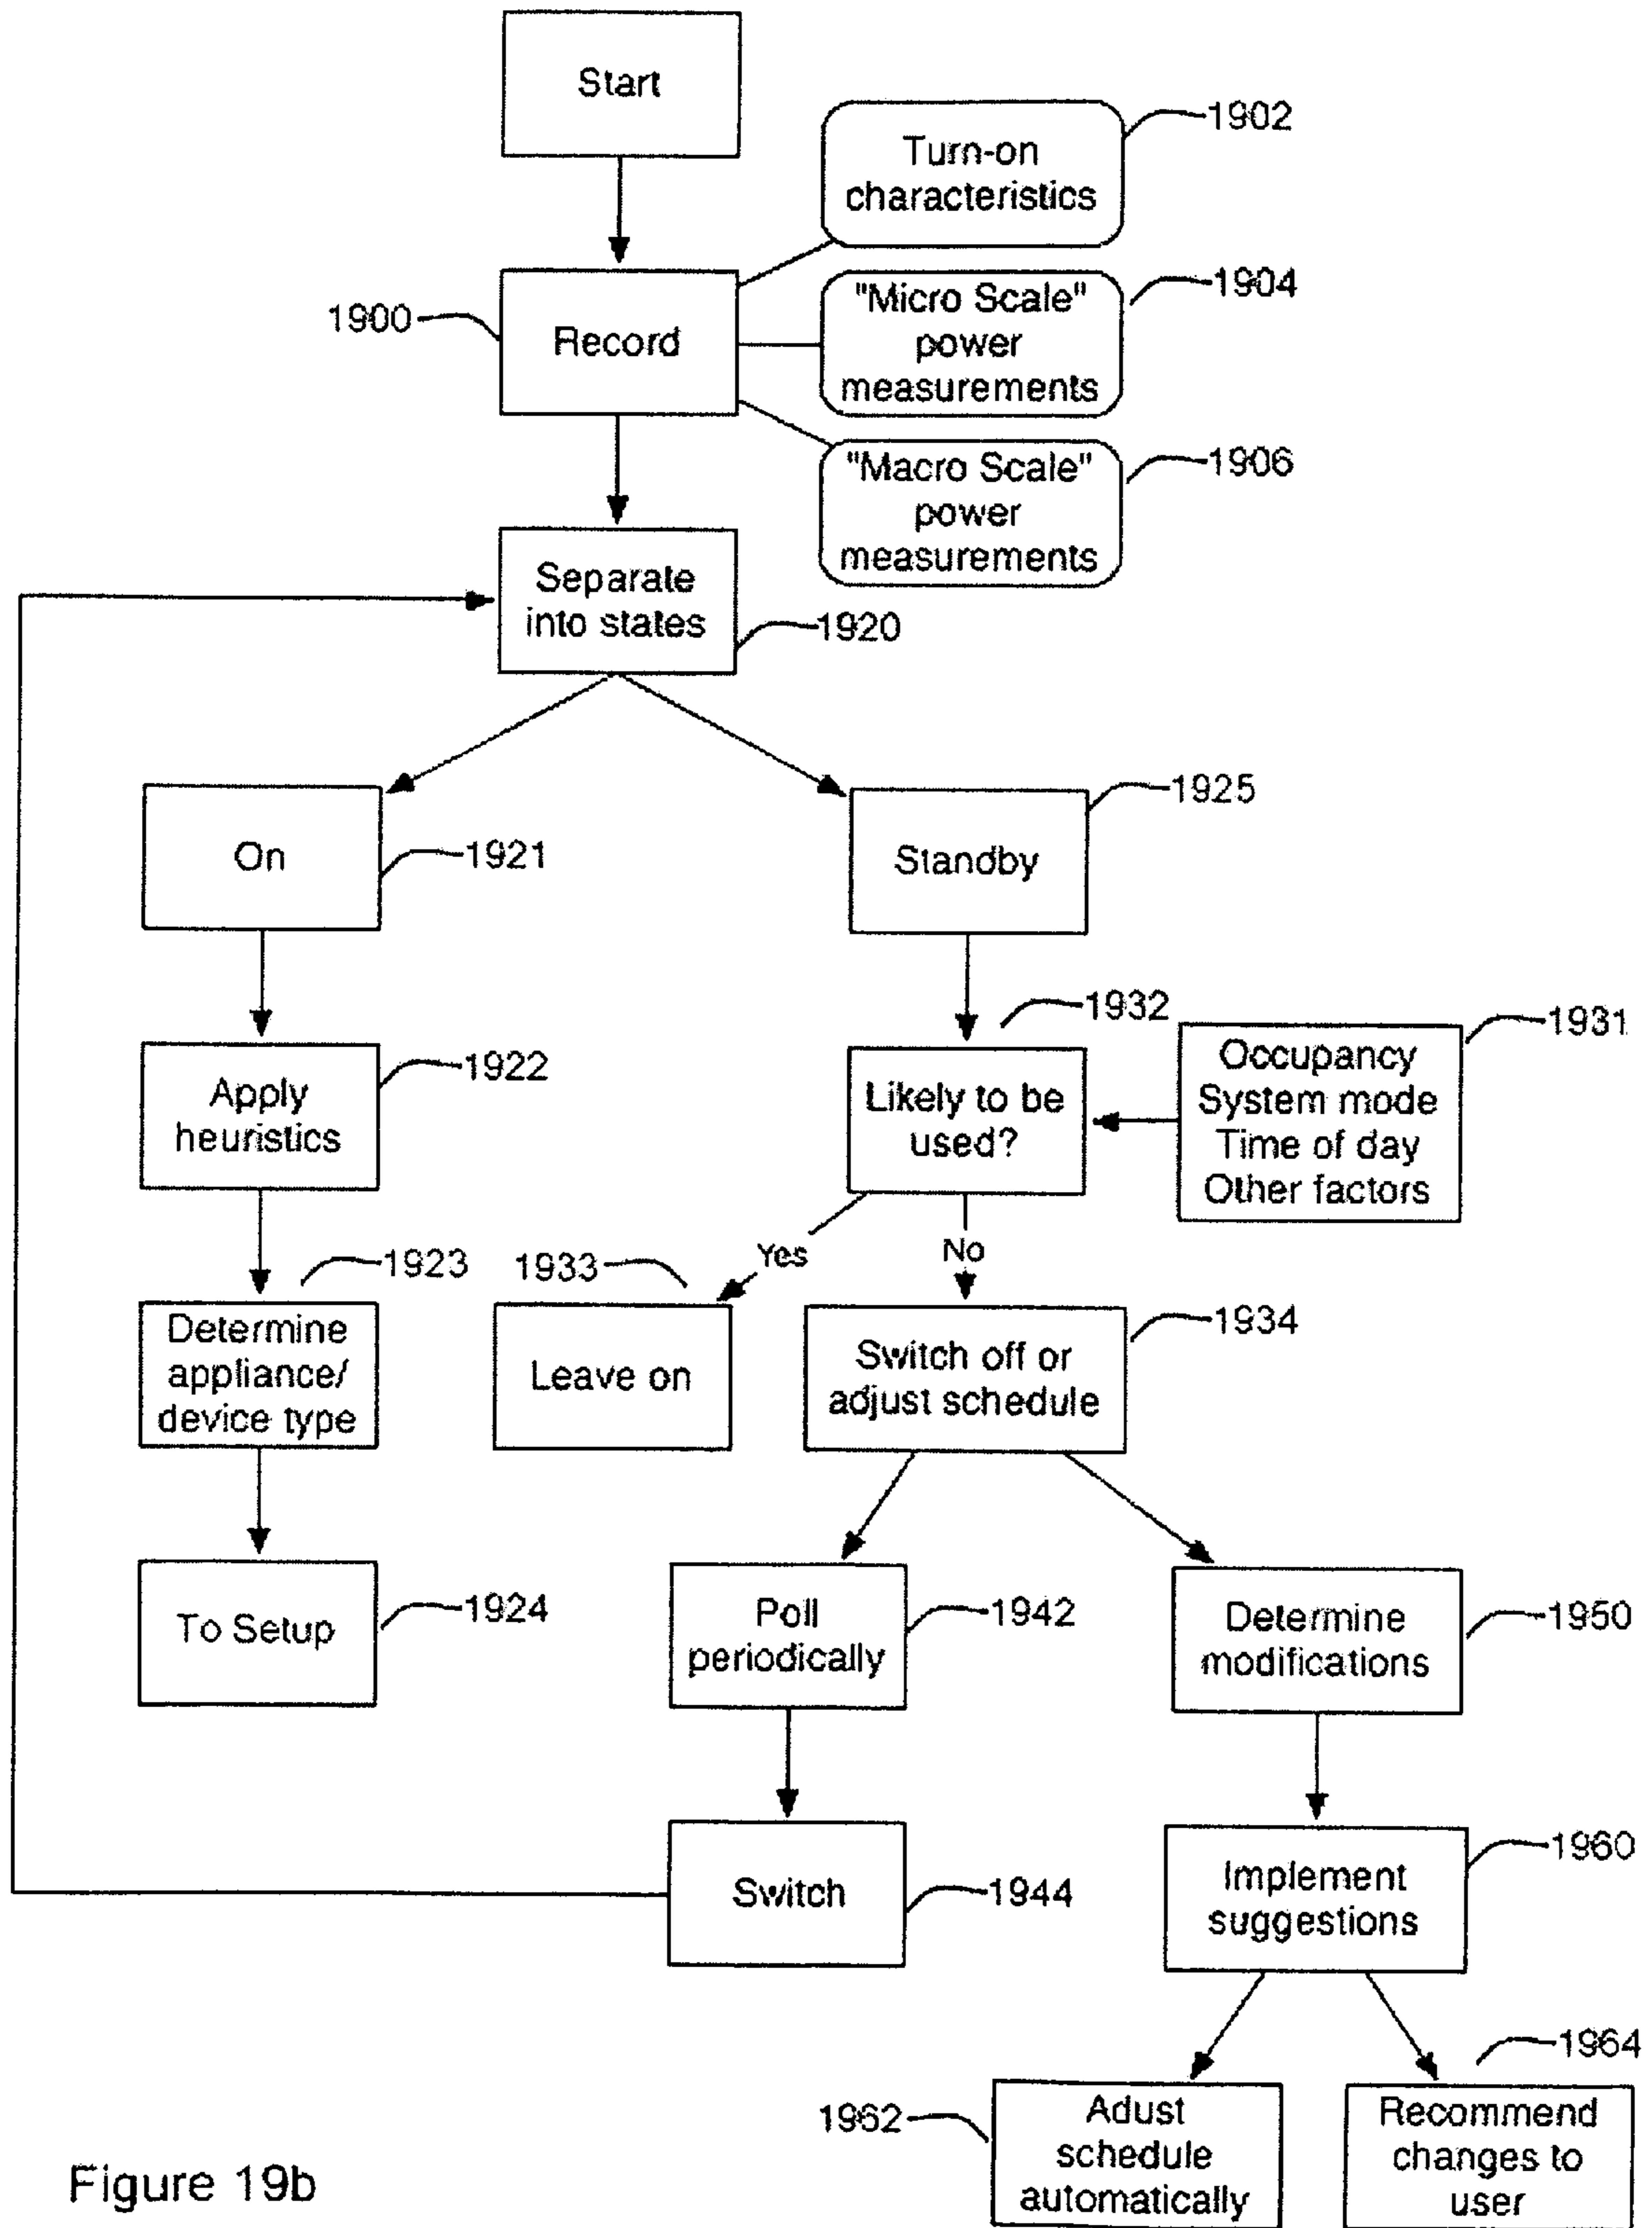 Start
Turn-on
characteristics
1902
1900
Record
"Micro Scale"
power
measurements
1904
"Macro Scale"
power
measurements
1906
Separate
into states
1920
On
1921
Standby
1925
Apply
heuristics
1922
Likely to be
used?
1932
Occupancy
System mode
Time of day
Other factors
1931
Yes
No
Determine
appliance/
device type
1923
1933
Leave on
Switch off or
adjust schedule
1934
To Setup
1924
Poll
periodically
1942
Determine
modifications
1950
Switch
1944
Implement
suggestions
1960
1962
Adust
schedule
automatically
Recommend
changes to
user
1964
Figure 19b